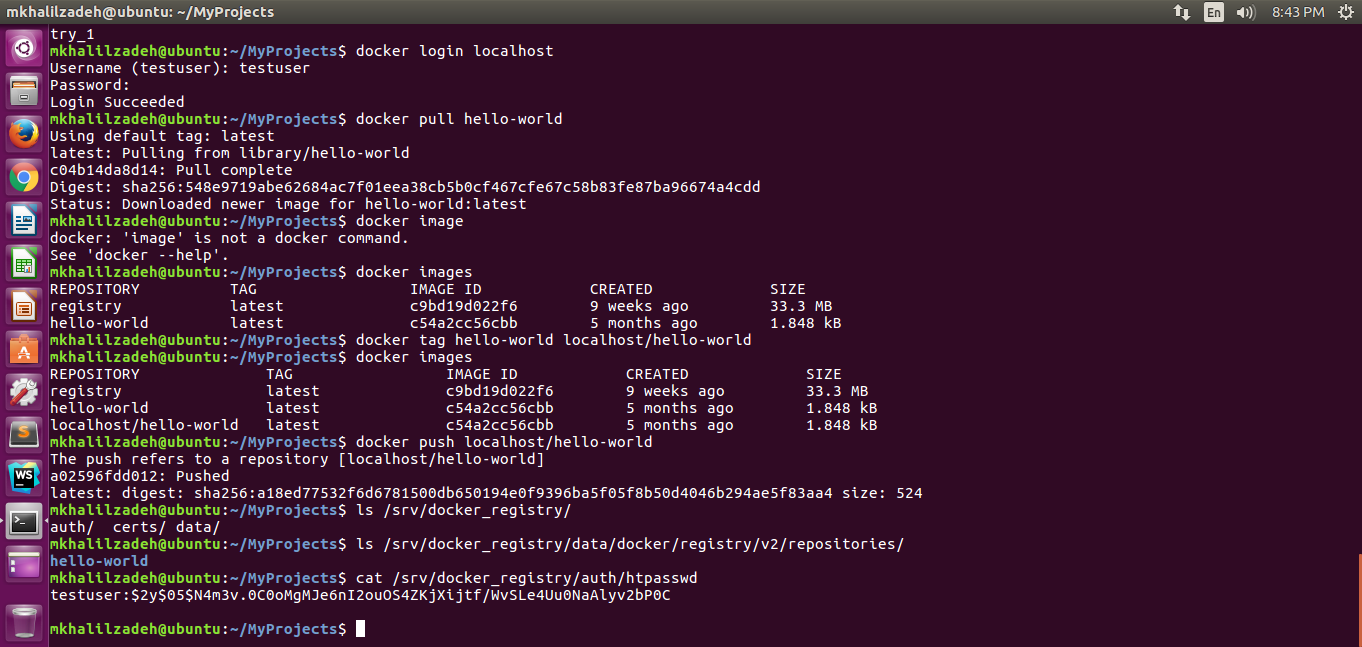 mkhalilzadeh@ubuntu: ~/MyProjects
En
8:43 PM
try_1
mkhalilzadeh@ubuntu:~/MyProjects$ docker login localhost
Username (testuser): testuser
Password:
Login Succeeded
mkhalilzadeh@ubuntu:~/MyProjects$ docker pull hello-world
Using default tag: latest
latest: Pulling from library/hello-world
c04b14da8d14: Pull complete
Digest: sha256:548e9719abe62684ac7f01eea38cb5b0cf467cfe67c58b83fe87ba96674a4cdd
Status: Downloaded newer image for hello-world:latest
mkhalilzadeh@ubuntu:~/MyProjects$ docker image
docker: 'image' is not a docker command.
See 'docker --help'.
mkhalilzadeh@ubuntu:~/MyProjects$ docker images
REPOSITORY TAG IMAGE ID CREATED SIZE
registry latest c9bd19d022f6 9 weeks ago 33.3 MB
hello-world latest c54a2cc56cbb 5 months ago 1.848 kB
mkhalilzadeh@ubuntu:~/MyProjects$ docker tag hello-world localhost/hello-world
mkhalilzadeh@ubuntu:~/MyProjects$ docker images
REPOSITORY TAG IMAGE ID CREATED SIZE
registry latest c9bd19d022f6 9 weeks ago 33.3 MB
hello-world latest c54a2cc56cbb 5 months ago 1.848 kB
localhost/hello-world latest c54a2cc56cbb 5 months ago 1.848 kB
mkhalilzadeh@ubuntu:~/MyProjects$ docker push localhost/hello-world
The push refers to a repository [localhost/hello-world]
a02596fdd012: Pushed
latest: digest: sha256:a18ed77532f6d6781500db650194e0f9396ba5f05f8b50d4046b294ae5f83aa4 size: 524
mkhalilzadeh@ubuntu:~/MyProjects$ ls /srv/docker_registry/
auth/ certs/ data/
mkhalilzadeh@ubuntu:~/MyProjects$ ls /srv/docker_registry/data/docker/registry/v2/repositories/
hello-world
mkhalilzadeh@ubuntu:~/MyProjects$ cat /srv/docker_registry/auth/htpasswd
testuser:$2y$05$N4m3v.0C0oMgMJe6nI2ouOS4ZKjXijtf/WvSLe4Uu0NaAlyv2bP0C
mkhalilzadeh@ubuntu:~/MyProjects$
WS